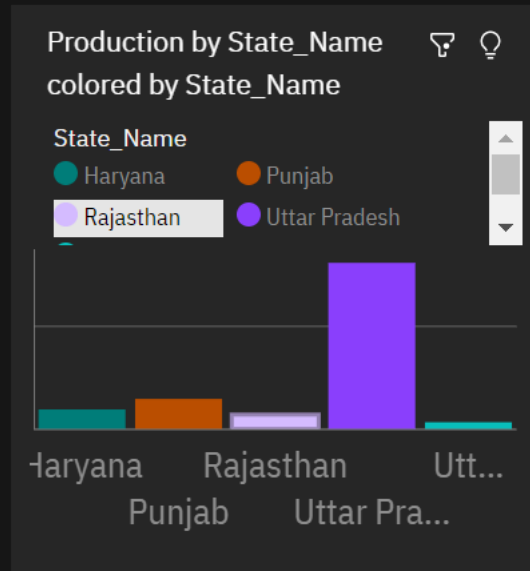 Production by State_Name
colored by State_Name
State_Name
Haryana Punjab
Rajasthan Uttar Pradesh
Haryana Rajasthan Utt...
Punjab Uttar Pra...